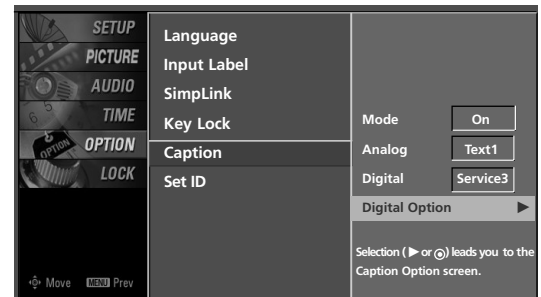 SETUP
PICTURE
AUDIO
TIME
OPTION
LOCK
Move MENU Prev
Language
Input Label
SimpLink
Key Lock
Caption
Set ID
Mode On
Analog Text1
Digital Service3
Digital Option ▶
Selection ( ▶ or ◉) leads you to the
Caption Option screen.